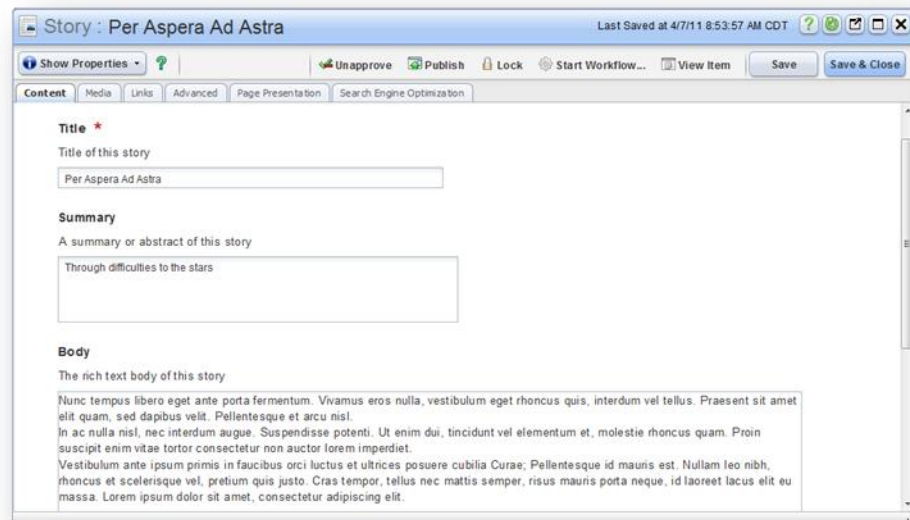 Story : Per Aspera Ad Astra
Last Saved at 4/7/11 8:53:57 AM CDT
Show Properties
Unapprove Publish Lock Start Workflow... View Item Save Save & Close
Content Media Links Advanced Page Presentation Search Engine Optimization
Title *
Title of this story
Per Aspera Ad Astra
Summary
A summary or abstract of this story
Through difficulties to the stars
Body
The rich text body of this story
Nunc tempus libero eget ante porta fermentum. Vivamus eros nulla, vestibulum eget rhoncus quis, interdum vel tellus. Praesent sit amet
elit quam, sed dapibus velit. Pellentesque et arcu nisl.
In ac nulla nisl, nec interdum augue. Suspendisse potenti. Ut enim dui, tincidunt vel elementum et, molestie rhoncus quam. Proin
suscipit enim vitae tortor consectetur non auctor lorem imperdiet.
Vestibulum ante ipsum primis in faucibus orci luctus et ultrices posuere cubilia Curae; Pellentesque id mauris est. Nullam leo nibh,
rhoncus et scelerisque vel, pretium quis justo. Cras tempor, tellus nec mattis semper, risus mauris porta neque, id laoreet lacus elit eu
massa. Lorem ipsum dolor sit amet, consectetur adipiscing elit.